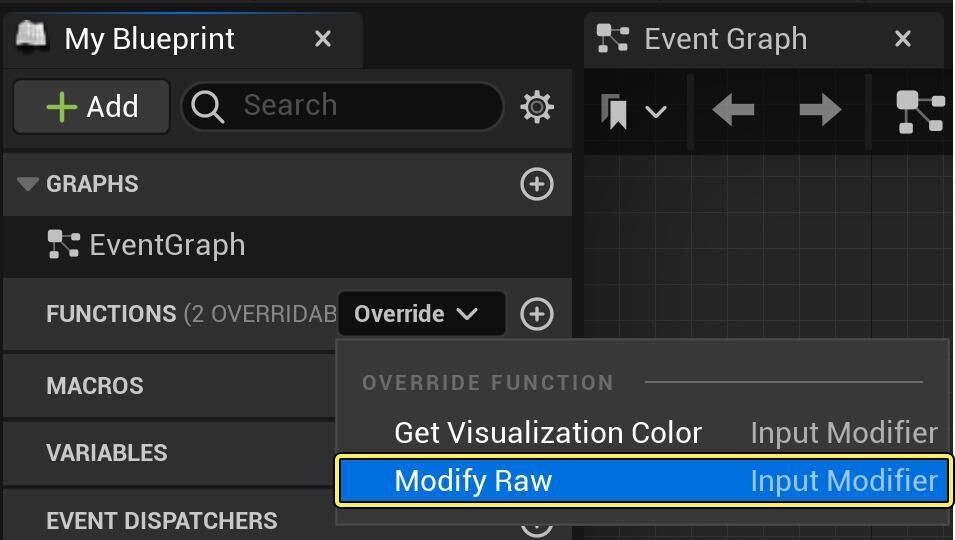 My Blueprint
Event Graph
Add
Search
GRAPHS
EventGraph
FUNCTIONS (2 OVERRIDAB
Override
MACROS
OVERRIDE FUNCTION
Get Visualization Color Input Modifier
VARIABLES
Modify Raw Input Modifier
EVENT DISPATCHERS